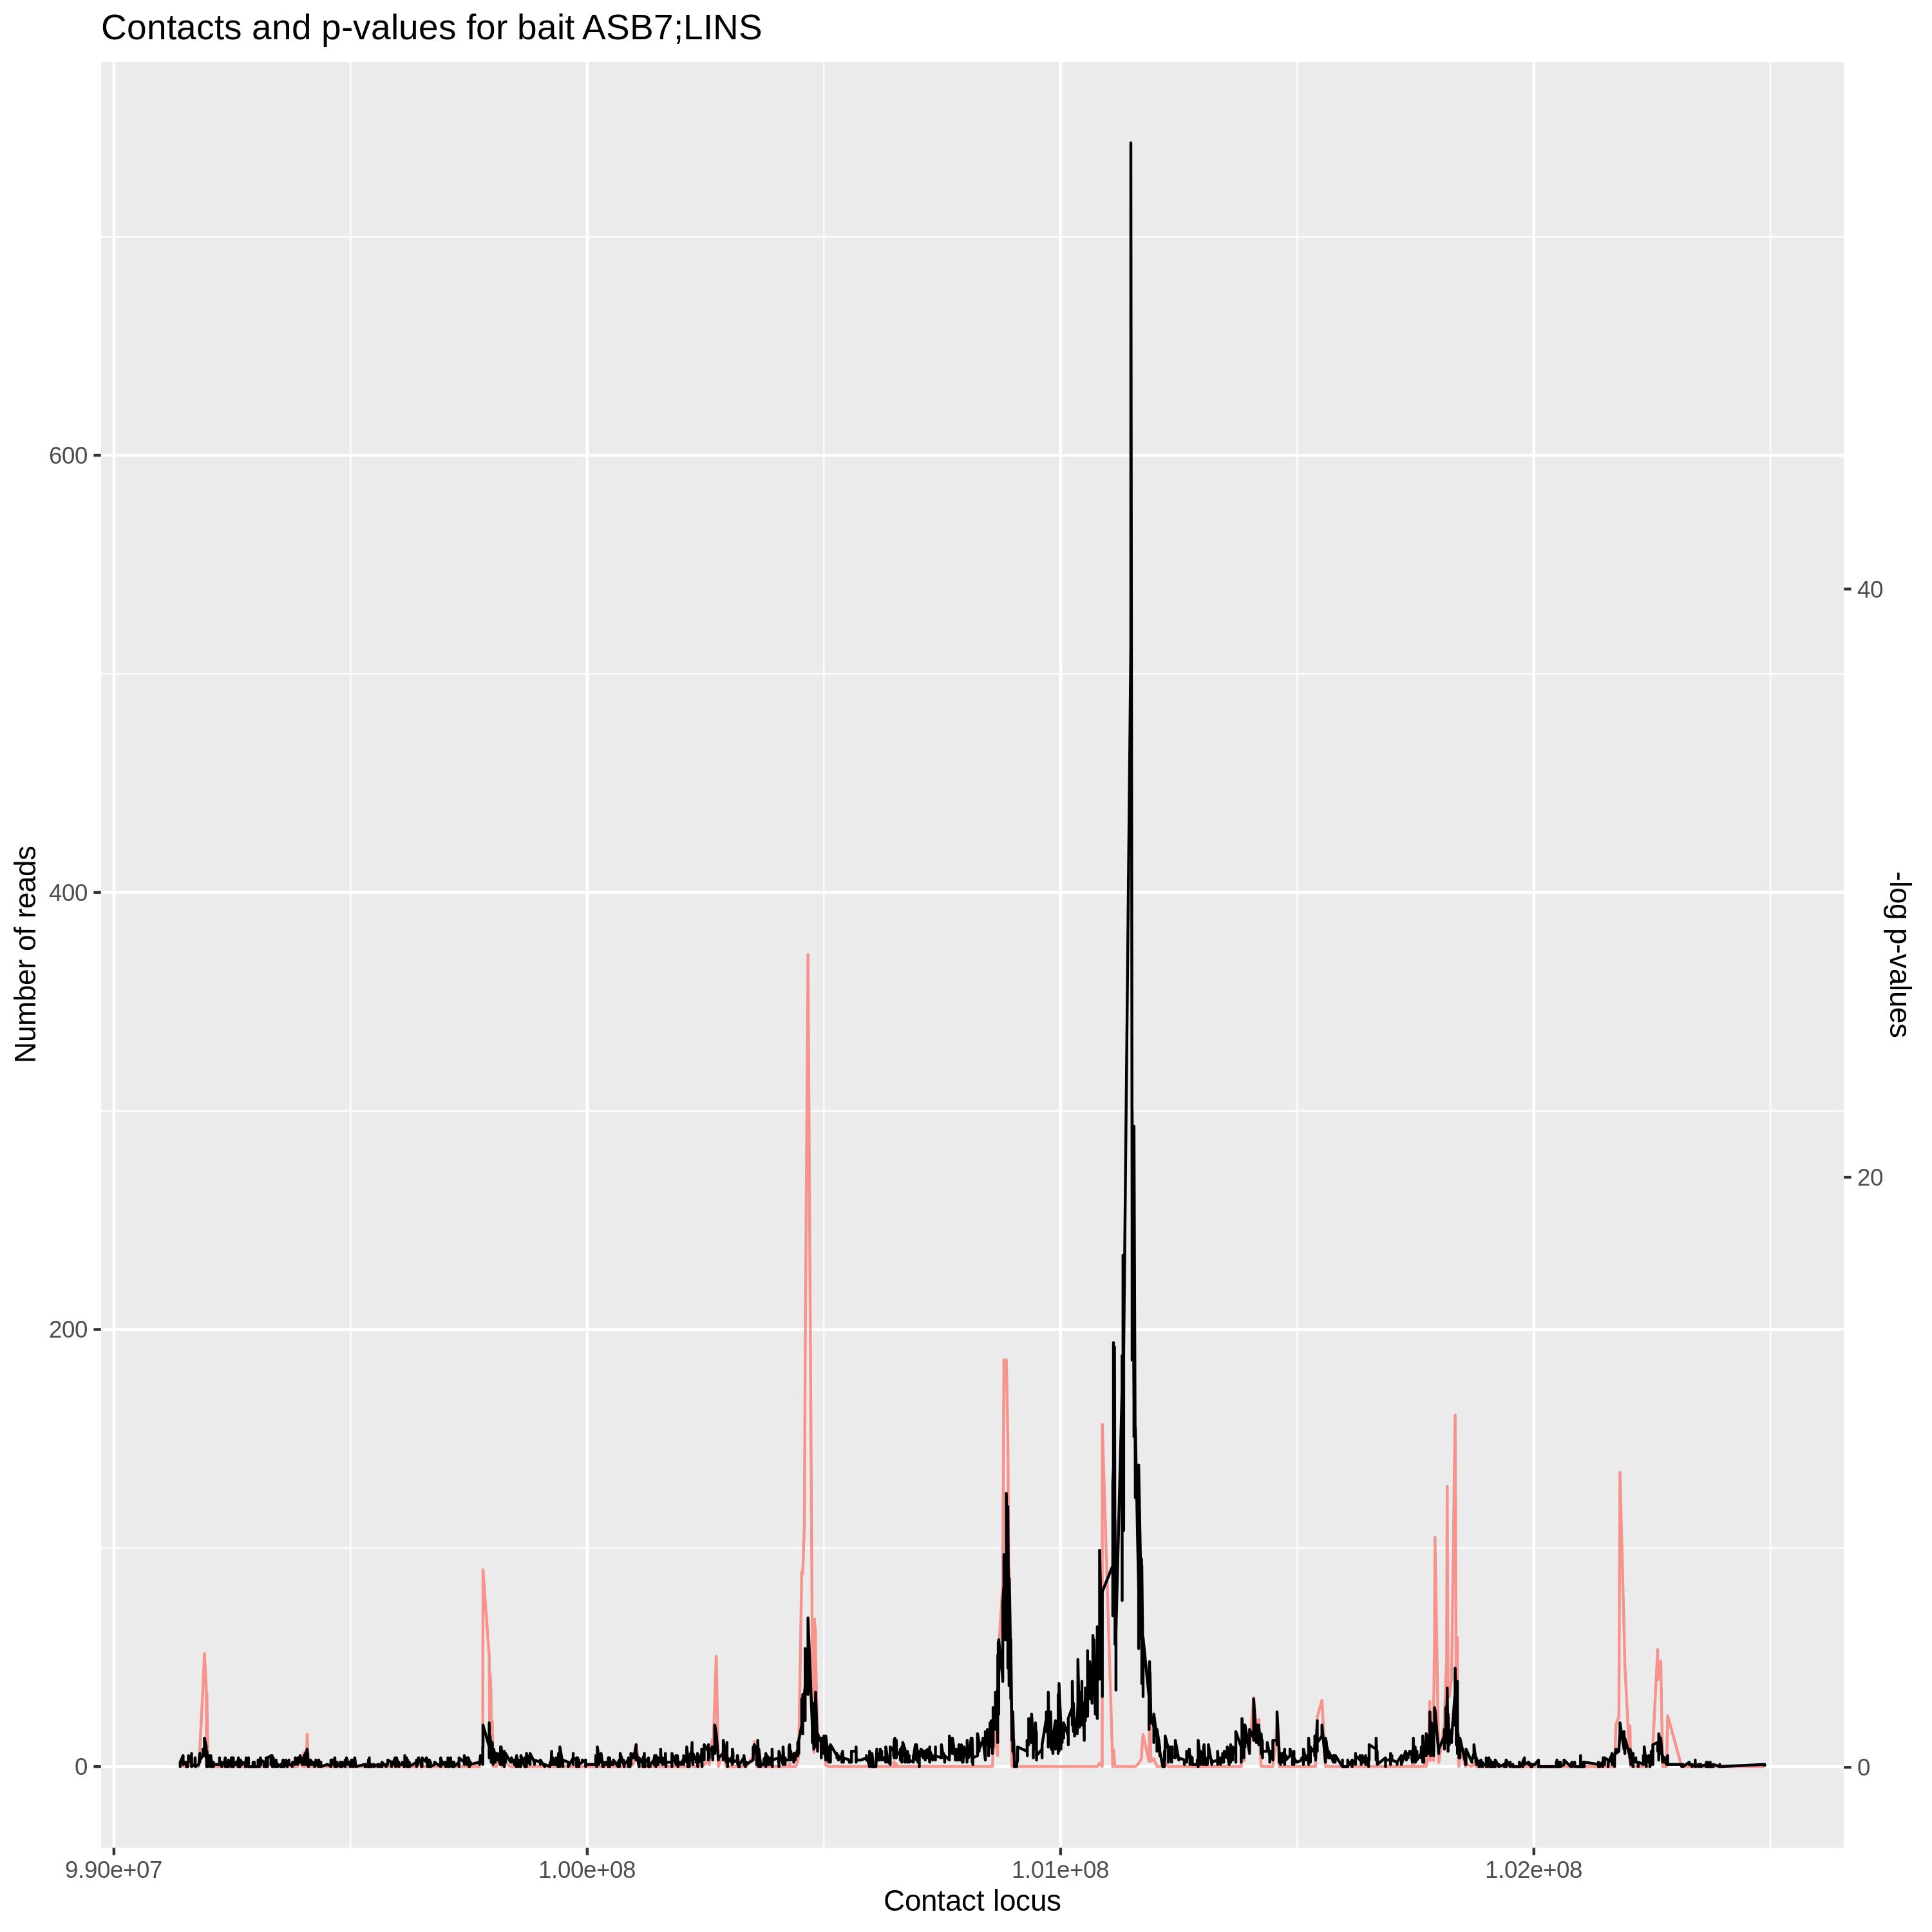 Contacts and p-values for bait ASB7;LINS
Number of reads
600
400
200
0
40
20
0
-log p-values
9.90e+07
1.00e+08
1.01e+08
1.02e+08
Contact locus